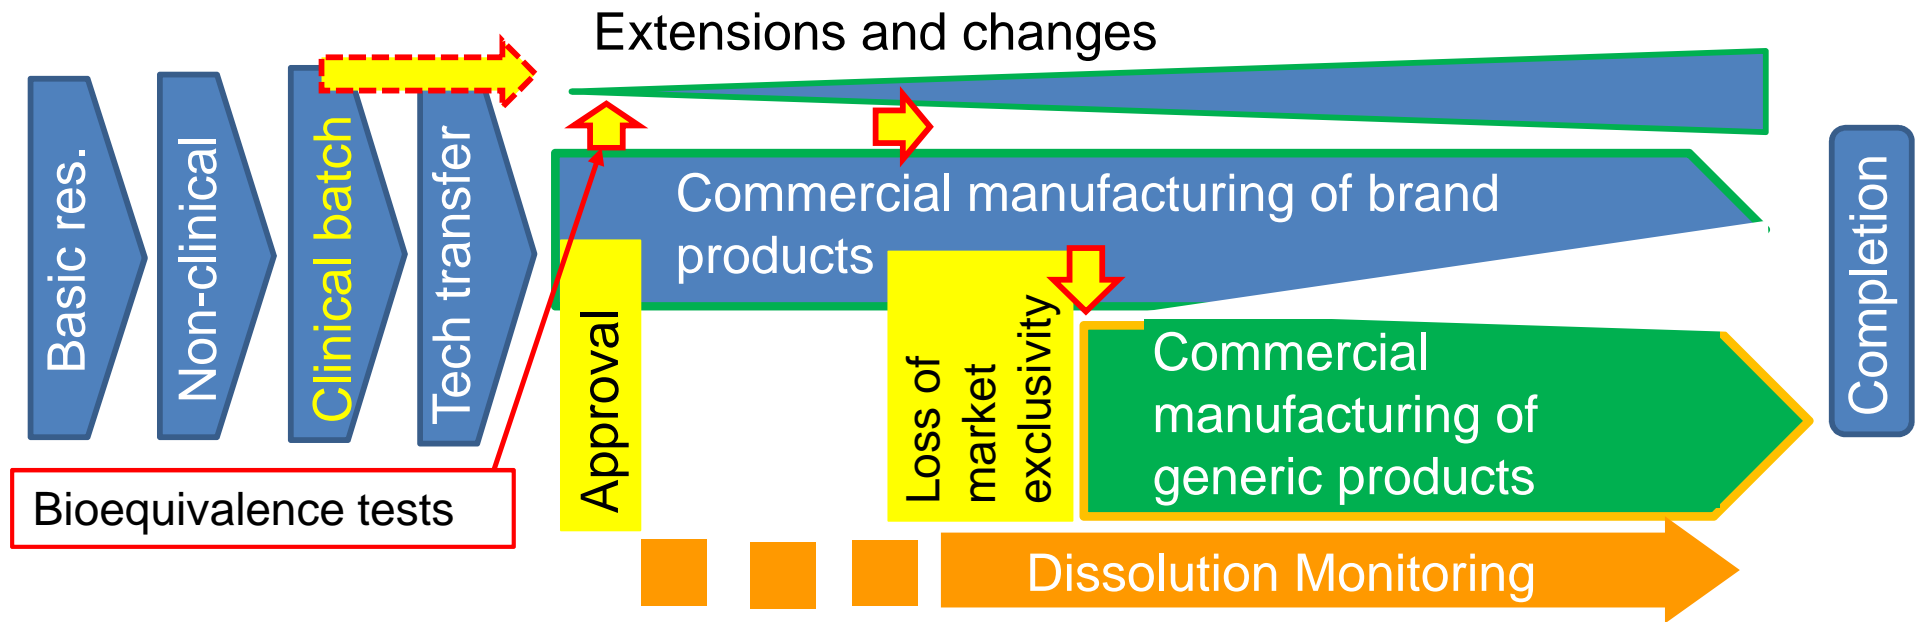 Extensions and changes
Basic res.
Non-clinical
Clinical batch
Tech transfer
Commercial manufacturing of brand
products
Approval
Loss of
market
exclusivity
Commercial
manufacturing of
generic products
Completion
Bioequivalence tests
Dissolution Monitoring